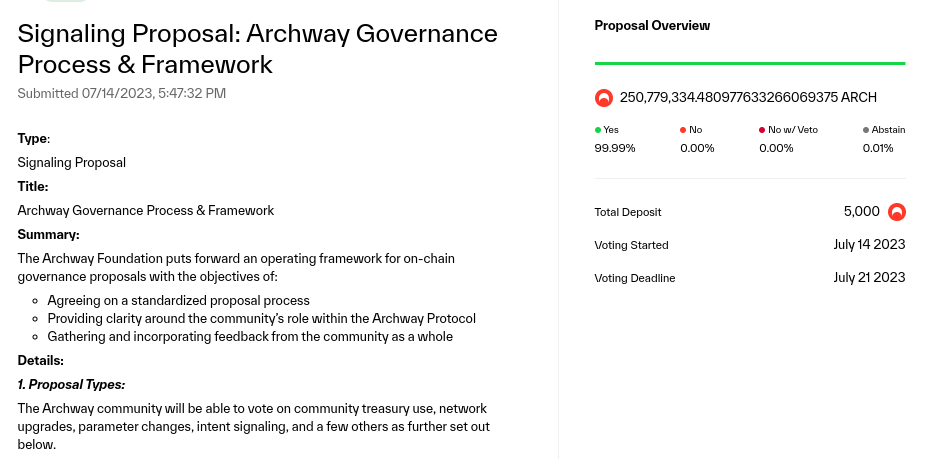 Signaling Proposal: Archway Governance
Process & Framework
Submitted 07/14/2023, 5:47:32 PM
Type:
Signaling Proposal
Title:
Archway Governance Process & Framework
Summary:
The Archway Foundation puts forward an operating framework for on-chain
governance proposals with the objectives of:
Agreeing on a standardized proposal process
Providing clarity around the community's role within the Archway Protocol
Gathering and incorporating feedback from the community as a whole
Details:
1. Proposal Types:
The Archway community will be able to vote on community treasury use, network
upgrades, parameter changes, intent signaling, and a few others as further set out
below.
Proposal Overview
250,779,334.480977633266069375 ARCH
Yes No No w/ Veto Abstain
99.99% 0.00% 0.00% 0.01%
Total Deposit 5,000
Voting Started July 14 2023
Voting Deadline July 21 2023